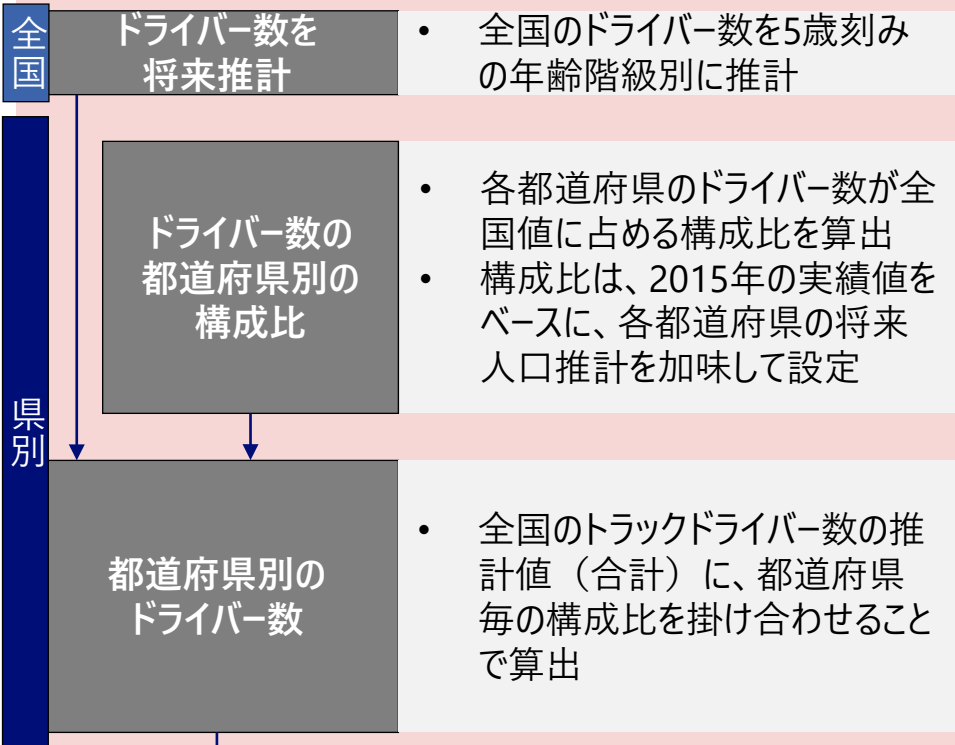 全国
ドライバー数を
将来推計
• 全国のドライバー数を5歳刻み
の年齢階級別に推計
県別
ドライバー数の
都道府県別の
構成比
• 各都道府県のドライバー数が全
国値に占める構成比を算出
• 構成比は、2015年の実績値を
ベースに、各都道府県の将来
人口推計を加味して設定
都道府県別の
ドライバー数
• 全国のトラックドライバー数の推
計値（合計）に、都道府県
毎の構成比を掛け合わせること
で算出